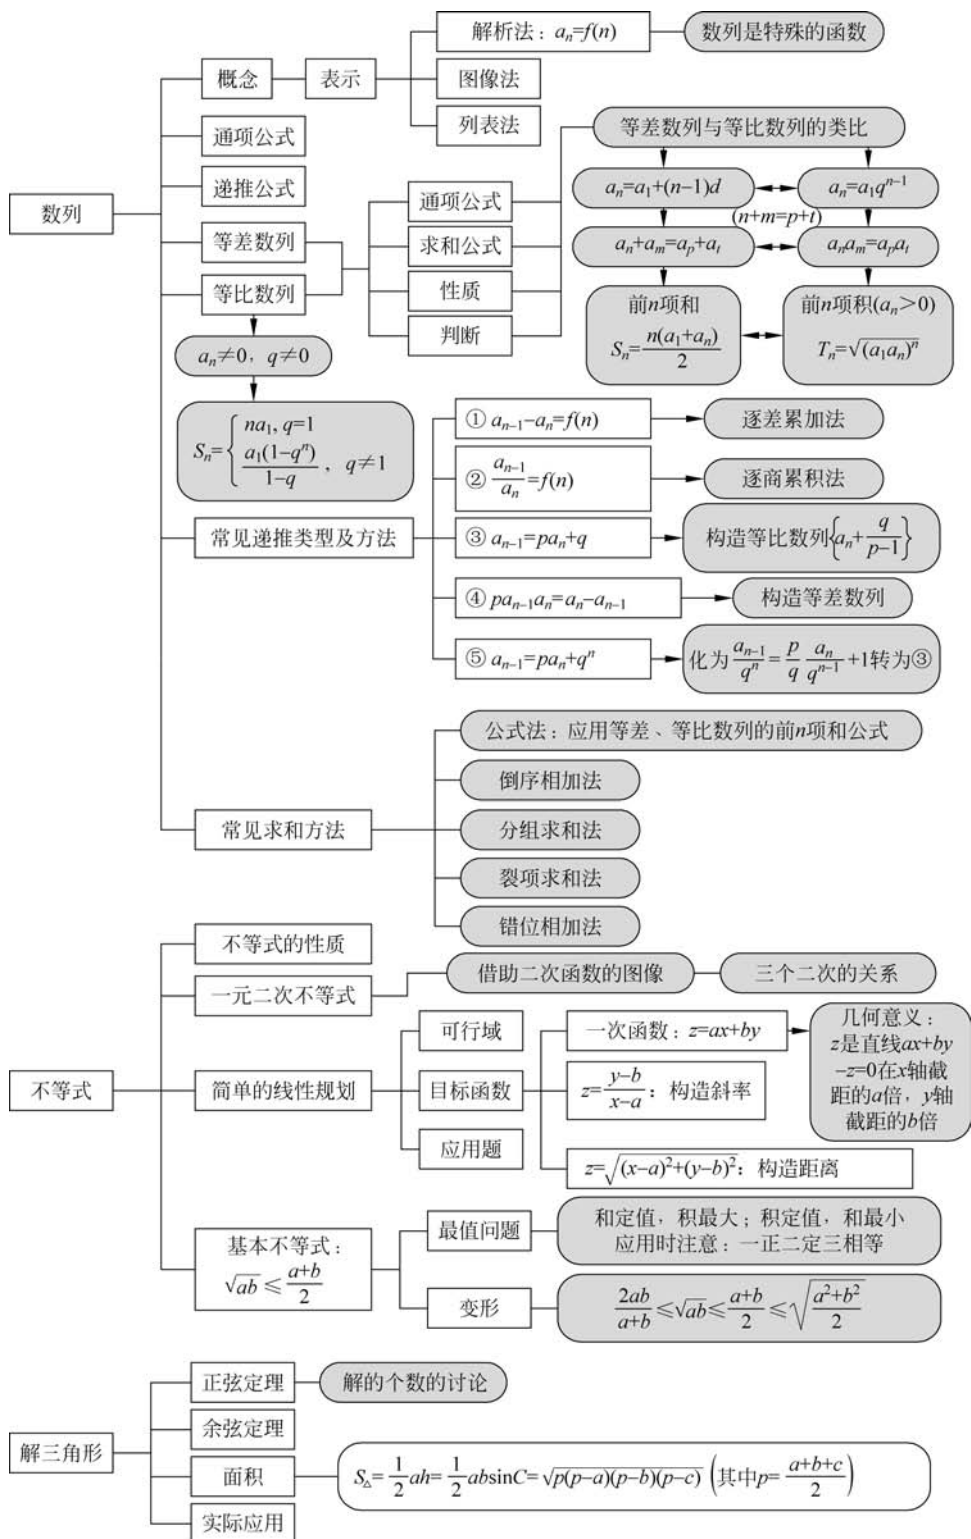 数列
概念
表示
解析法：aₙ=f(n)
数列是特殊的函数
图像法
列表法
通项公式
递推公式
等差数列
等比数列
通项公式
求和公式
性质
判断
等差数列与等比数列的类比
aₙ=a₁+(n−1)d
aₙ=a₁qⁿ⁻¹
(n+m=p+t)
aₙ+aₘ=aₚ+aₜ
aₙaₘ=aₚaₜ
前n项和
Sₙ=n(a₁+aₙ)/2
前n项积(aₙ>0)
Tₙ=√(a₁aₙ)ⁿ
aₙ≠0，q≠0
Sₙ={
na₁, q=1
a₁(1−qⁿ)/1−q，q≠1
常见递推类型及方法
① aₙ₋₁−aₙ=f(n)
逐差累加法
② aₙ₋₁/aₙ=f(n)
逐商累积法
③ aₙ₋₁=paₙ+q
构造等比数列{aₙ+q/p−1}
④ paₙ₋₁aₙ=aₙ−aₙ₋₁
构造等差数列
⑤ aₙ₋₁=paₙ+qⁿ
化为aₙ₋₁/qⁿ=p/q aₙ/qⁿ⁻¹+1转为③
常见求和方法
公式法：应用等差、等比数列的前n项和公式
倒序相加法
分组求和法
裂项求和法
错位相加法
不等式
不等式的性质
一元二次不等式
借助二次函数的图像
三个二次的关系
简单的线性规划
可行域
目标函数
应用题
一次函数：z=ax+by
几何意义：
z是直线ax+by
−z=0在x轴截
距的a倍，y轴
截距的b倍
z=y−b/x−a：构造斜率
z=√(x−a)²+(y−b)²：构造距离
基本不等式：
√ab≤a+b/2
最值问题
和定值，积最大；积定值，和最小
应用时注意：一正二定三相等
变形
2ab/a+b≤√ab≤a+b/2≤√a²+b²/2
解三角形
正弦定理
解的个数的讨论
余弦定理
面积
S△=1/2ah=1/2absinC=√p(p−a)(p−b)(p−c)(其中p=a+b+c/2)
实际应用